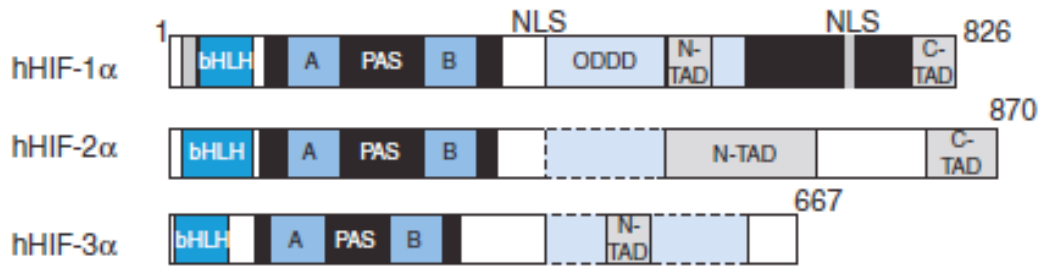 NLS NLS
1 826
hHIF-1α bHLH A PAS B ODDD N-TAD C-TAD
870
hHIF-2α bHLH A PAS B N-TAD C-TAD
667
hHIF-3α bHLH A PAS B N-TAD